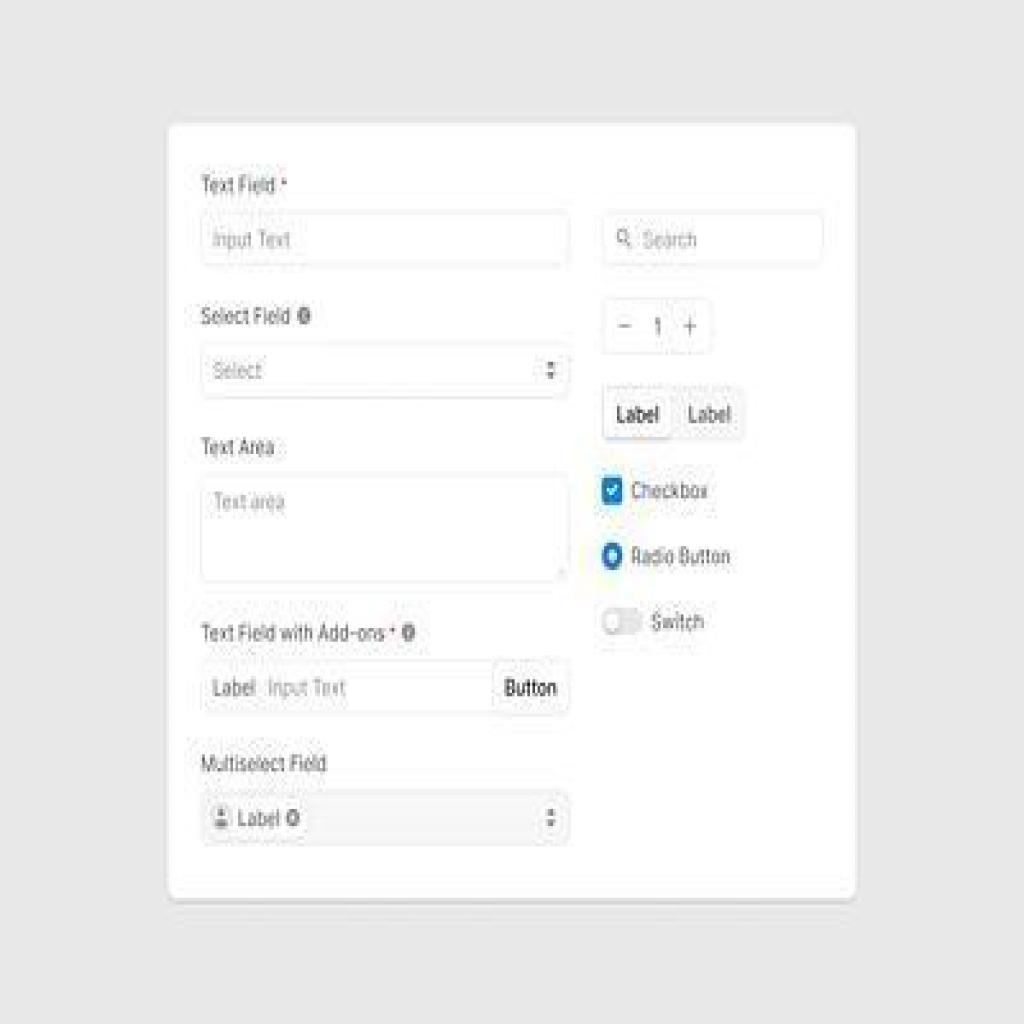 Text Field *
Input Text
Select Field
Select
Text Area
Text area
Text Field with Add-ons *
Label Input Text Button
Multiselect Field
Label
Search
− 1 +
Label Label
Checkbox
Radio Button
Switch